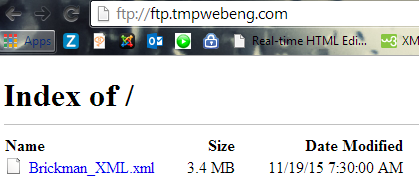 ftp://ftp.tmpwebeng.com
Apps Real-time HTML Edi... XM
Index of /
Name Size Date Modified
Brickman_XML.xml 3.4 MB 11/19/15 7:30:00 AM